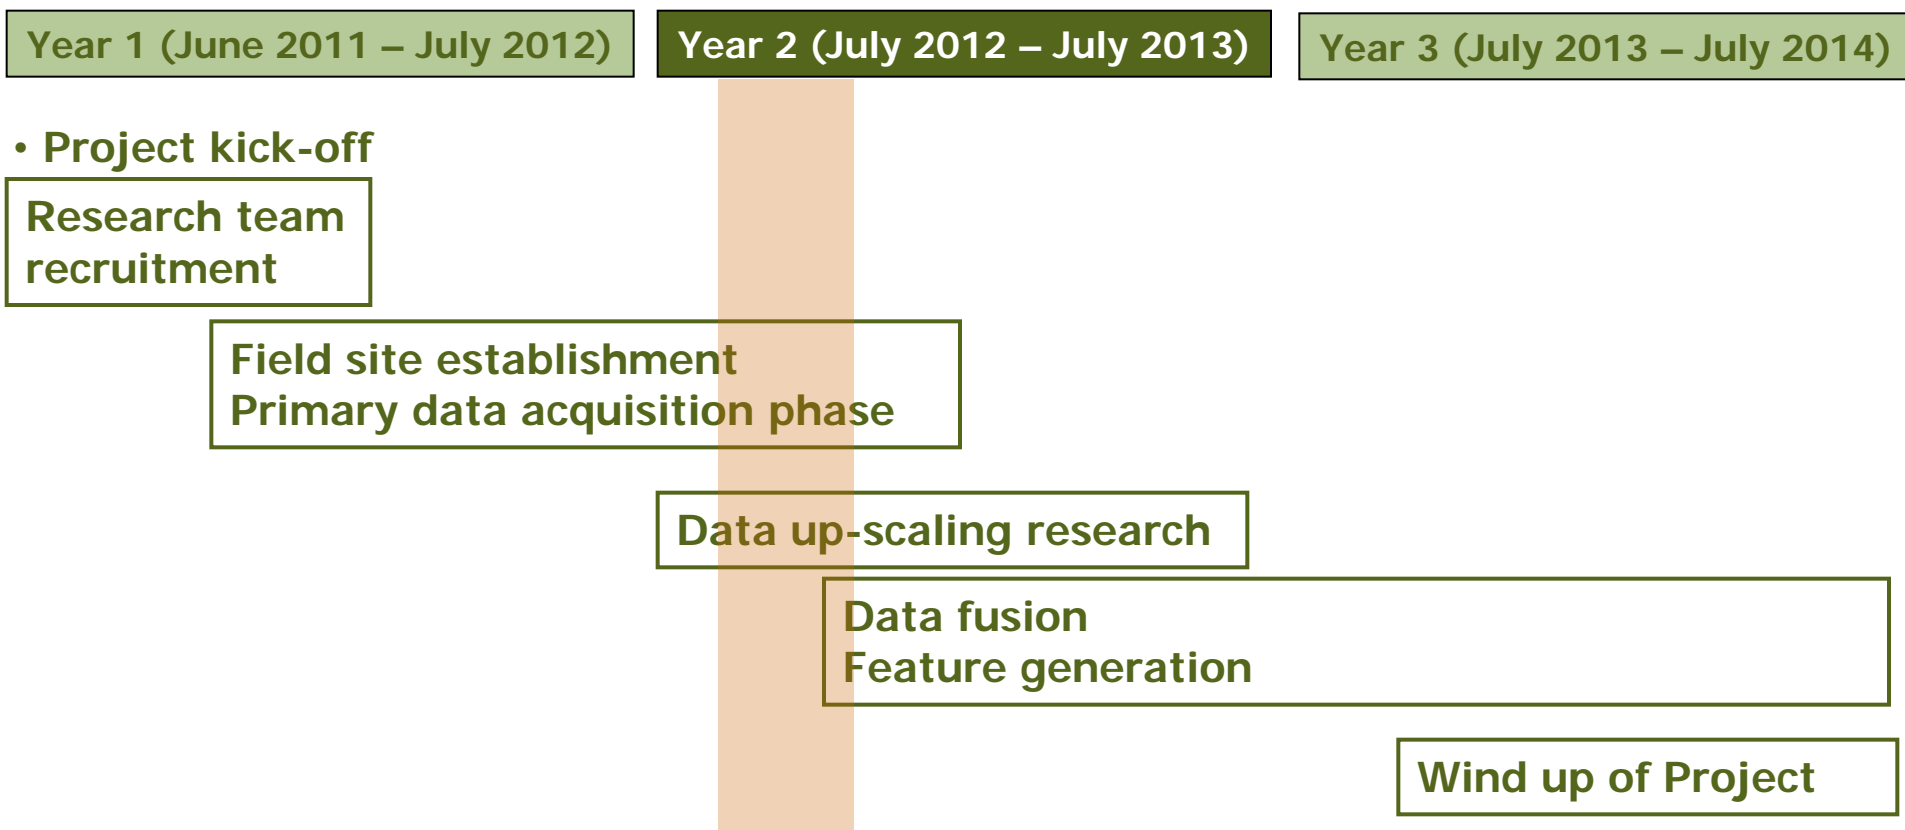 Year 1 (June 2011 – July 2012)
Year 2 (July 2012 – July 2013)
Year 3 (July 2013 – July 2014)
• Project kick-off
Research team
recruitment
Field site establishment
Primary data acquisition phase
Data up-scaling research
Data fusion
Feature generation
Wind up of Project